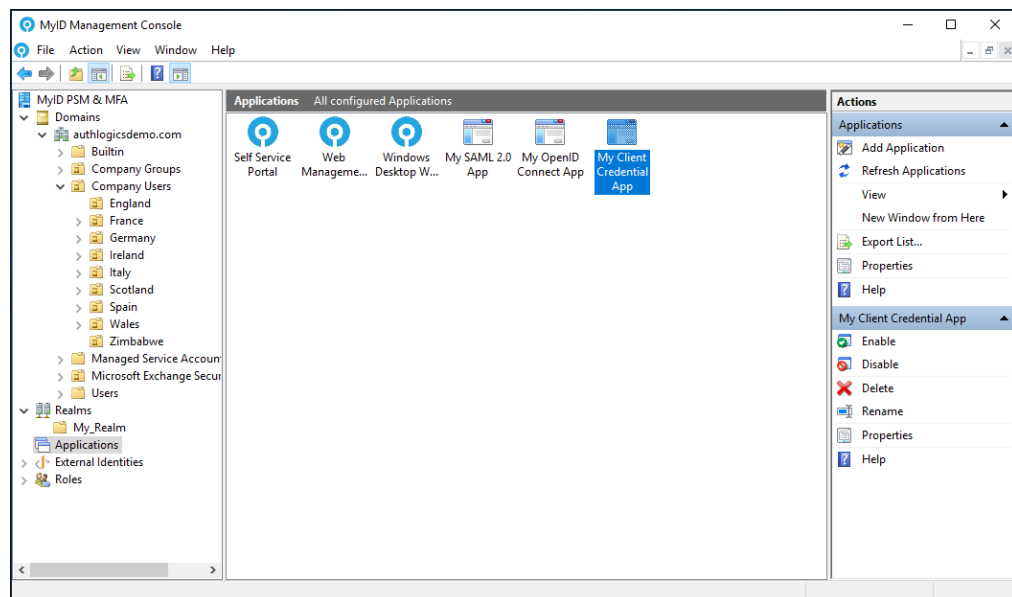 MyID Management Console
File Action View Window Help
MyID PSM & MFA
Domains
authlogicsdemo.com
Builtin
Company Groups
Company Users
England
France
Germany
Ireland
Italy
Scotland
Spain
Wales
Zimbabwe
Managed Service Accoun
Microsoft Exchange Secur
Users
Realms
My_Realm
Applications
External Identities
Roles
Applications All configured Applications
Self Service
Portal
Web
Manageme...
Windows
Desktop W...
My SAML 2.0
App
My OpenID
Connect App
My Client
Credential
App
Actions
Applications
Add Application
Refresh Applications
View
New Window from Here
Export List...
Properties
Help
My Client Credential App
Enable
Disable
Delete
Rename
Properties
Help